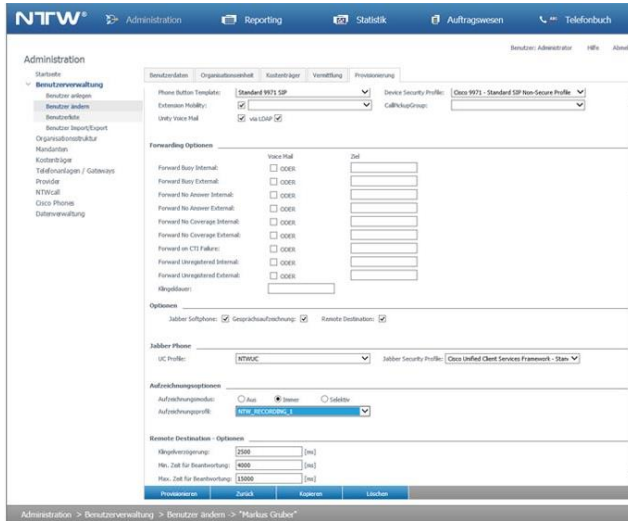 NTW® Administration Reporting Statistik Auftragswesen Telefonbuch
Benutzer: Administrator Hilfe
Administration
Startseite
Benutzerverwaltung
Benutzer anlegen
Benutzer ändern
Benutzerliste
Benutzer Import/Export
Organisationsstruktur
Mandanten
Kostenträger
Telefonanlagen / Gateways
Provider
NTWcall
Cisco Phones
Datenverwaltung
Benutzerdaten Organisationseinheit Kostenträger Vermittlung Provisionierung
Phone Button Template: Standard 9971 SIP Device Security Profile: Cisco 9971 - Standard SIP Non-Secure Profile
Extension Mobility: CallPickupGroup:
Unity Voice Mail via LDAP
Forwarding Optionen
Voice Mail Ziel
Forward Busy Internal: ODER
Forward Busy External: ODER
Forward No Answer Internal: ODER
Forward No Answer External: ODER
Forward No Coverage Internal: ODER
Forward No Coverage External: ODER
Forward on CTI Failure: ODER
Forward Unregistered Internal: ODER
Forward Unregistered External: ODER
Klingeldauer:
Optionen
Jabber Softphone: Gesprächsaufzeichnung: Remote Destination:
Jabber Phone
UC Profile: NTWUC Jabber Security Profile: Cisco Unified Client Services Framework - Stan
Aufzeichnungsoptionen
Aufzeichnungsmodus: Aus Immer Selektiv
Aufzeichnungsprofil: NTW_RECORDING_1
Remote Destination - Optionen
Klingelverzögerung: 2500 [ms]
Min. Zeit für Beantwortung: 4000 [ms]
Max. Zeit für Beantwortung: 15000 [ms]
Provisionieren Zurück Kopieren Löschen
Administration > Benutzerverwaltung > Benutzer ändern -> "Markus Gruber"